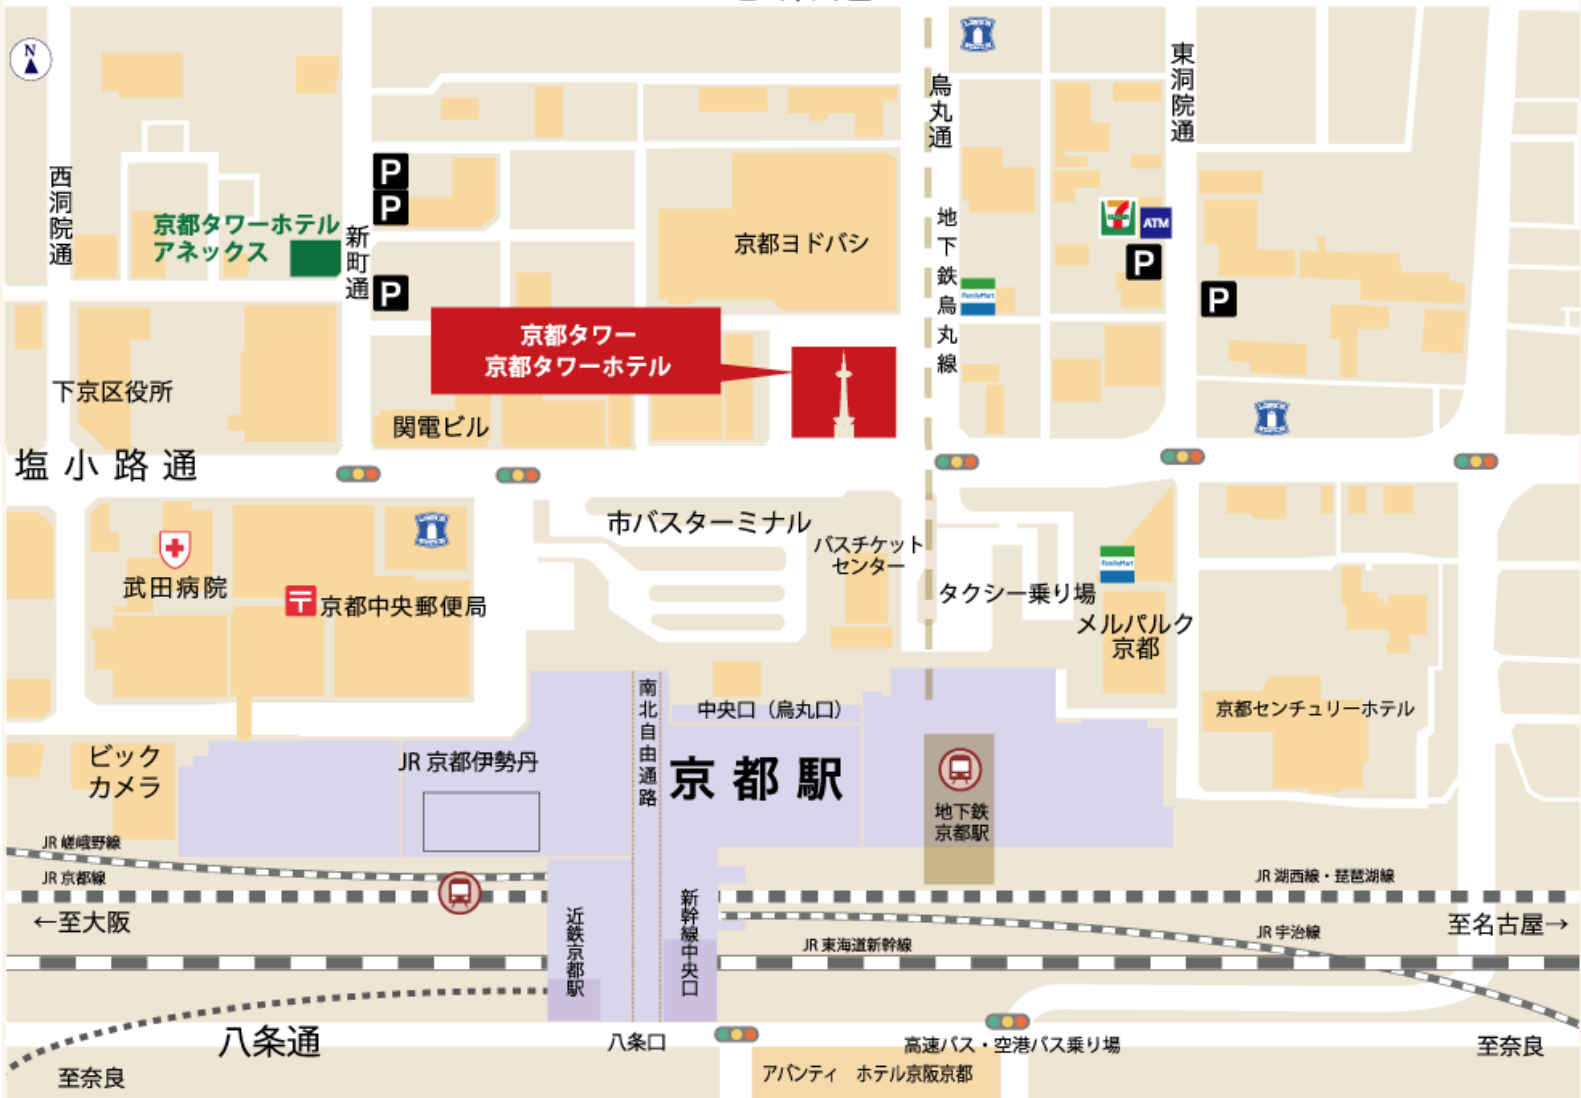 N
烏丸通
東洞院通
西洞院通
P
P
P
京都タワーホテル
アネックス
新町通
京都ヨドバシ
地下鉄烏丸線
ATM
P
P
FamilyMart
京都タワー
京都タワーホテル
下京区役所
関電ビル
塩小路通
市バスターミナル
バスチケット
センター
タクシー乗り場
FamilyMart
武田病院
〒京都中央郵便局
メルパルク
京都
南北自由通路
中央口（烏丸口）
京都センチュリーホテル
ビック
カメラ
JR 京都伊勢丹
京都駅
地下鉄
京都駅
JR 嵯峨野線
JR 京都線
←至大阪
近鉄京都駅
新幹線中央口
JR 湖西線・琵琶湖線
JR 宇治線
至名古屋→
JR 東海道新幹線
八条通
八条口
高速バス・空港バス乗り場
至奈良
至奈良
アバンティ　ホテル京阪京都